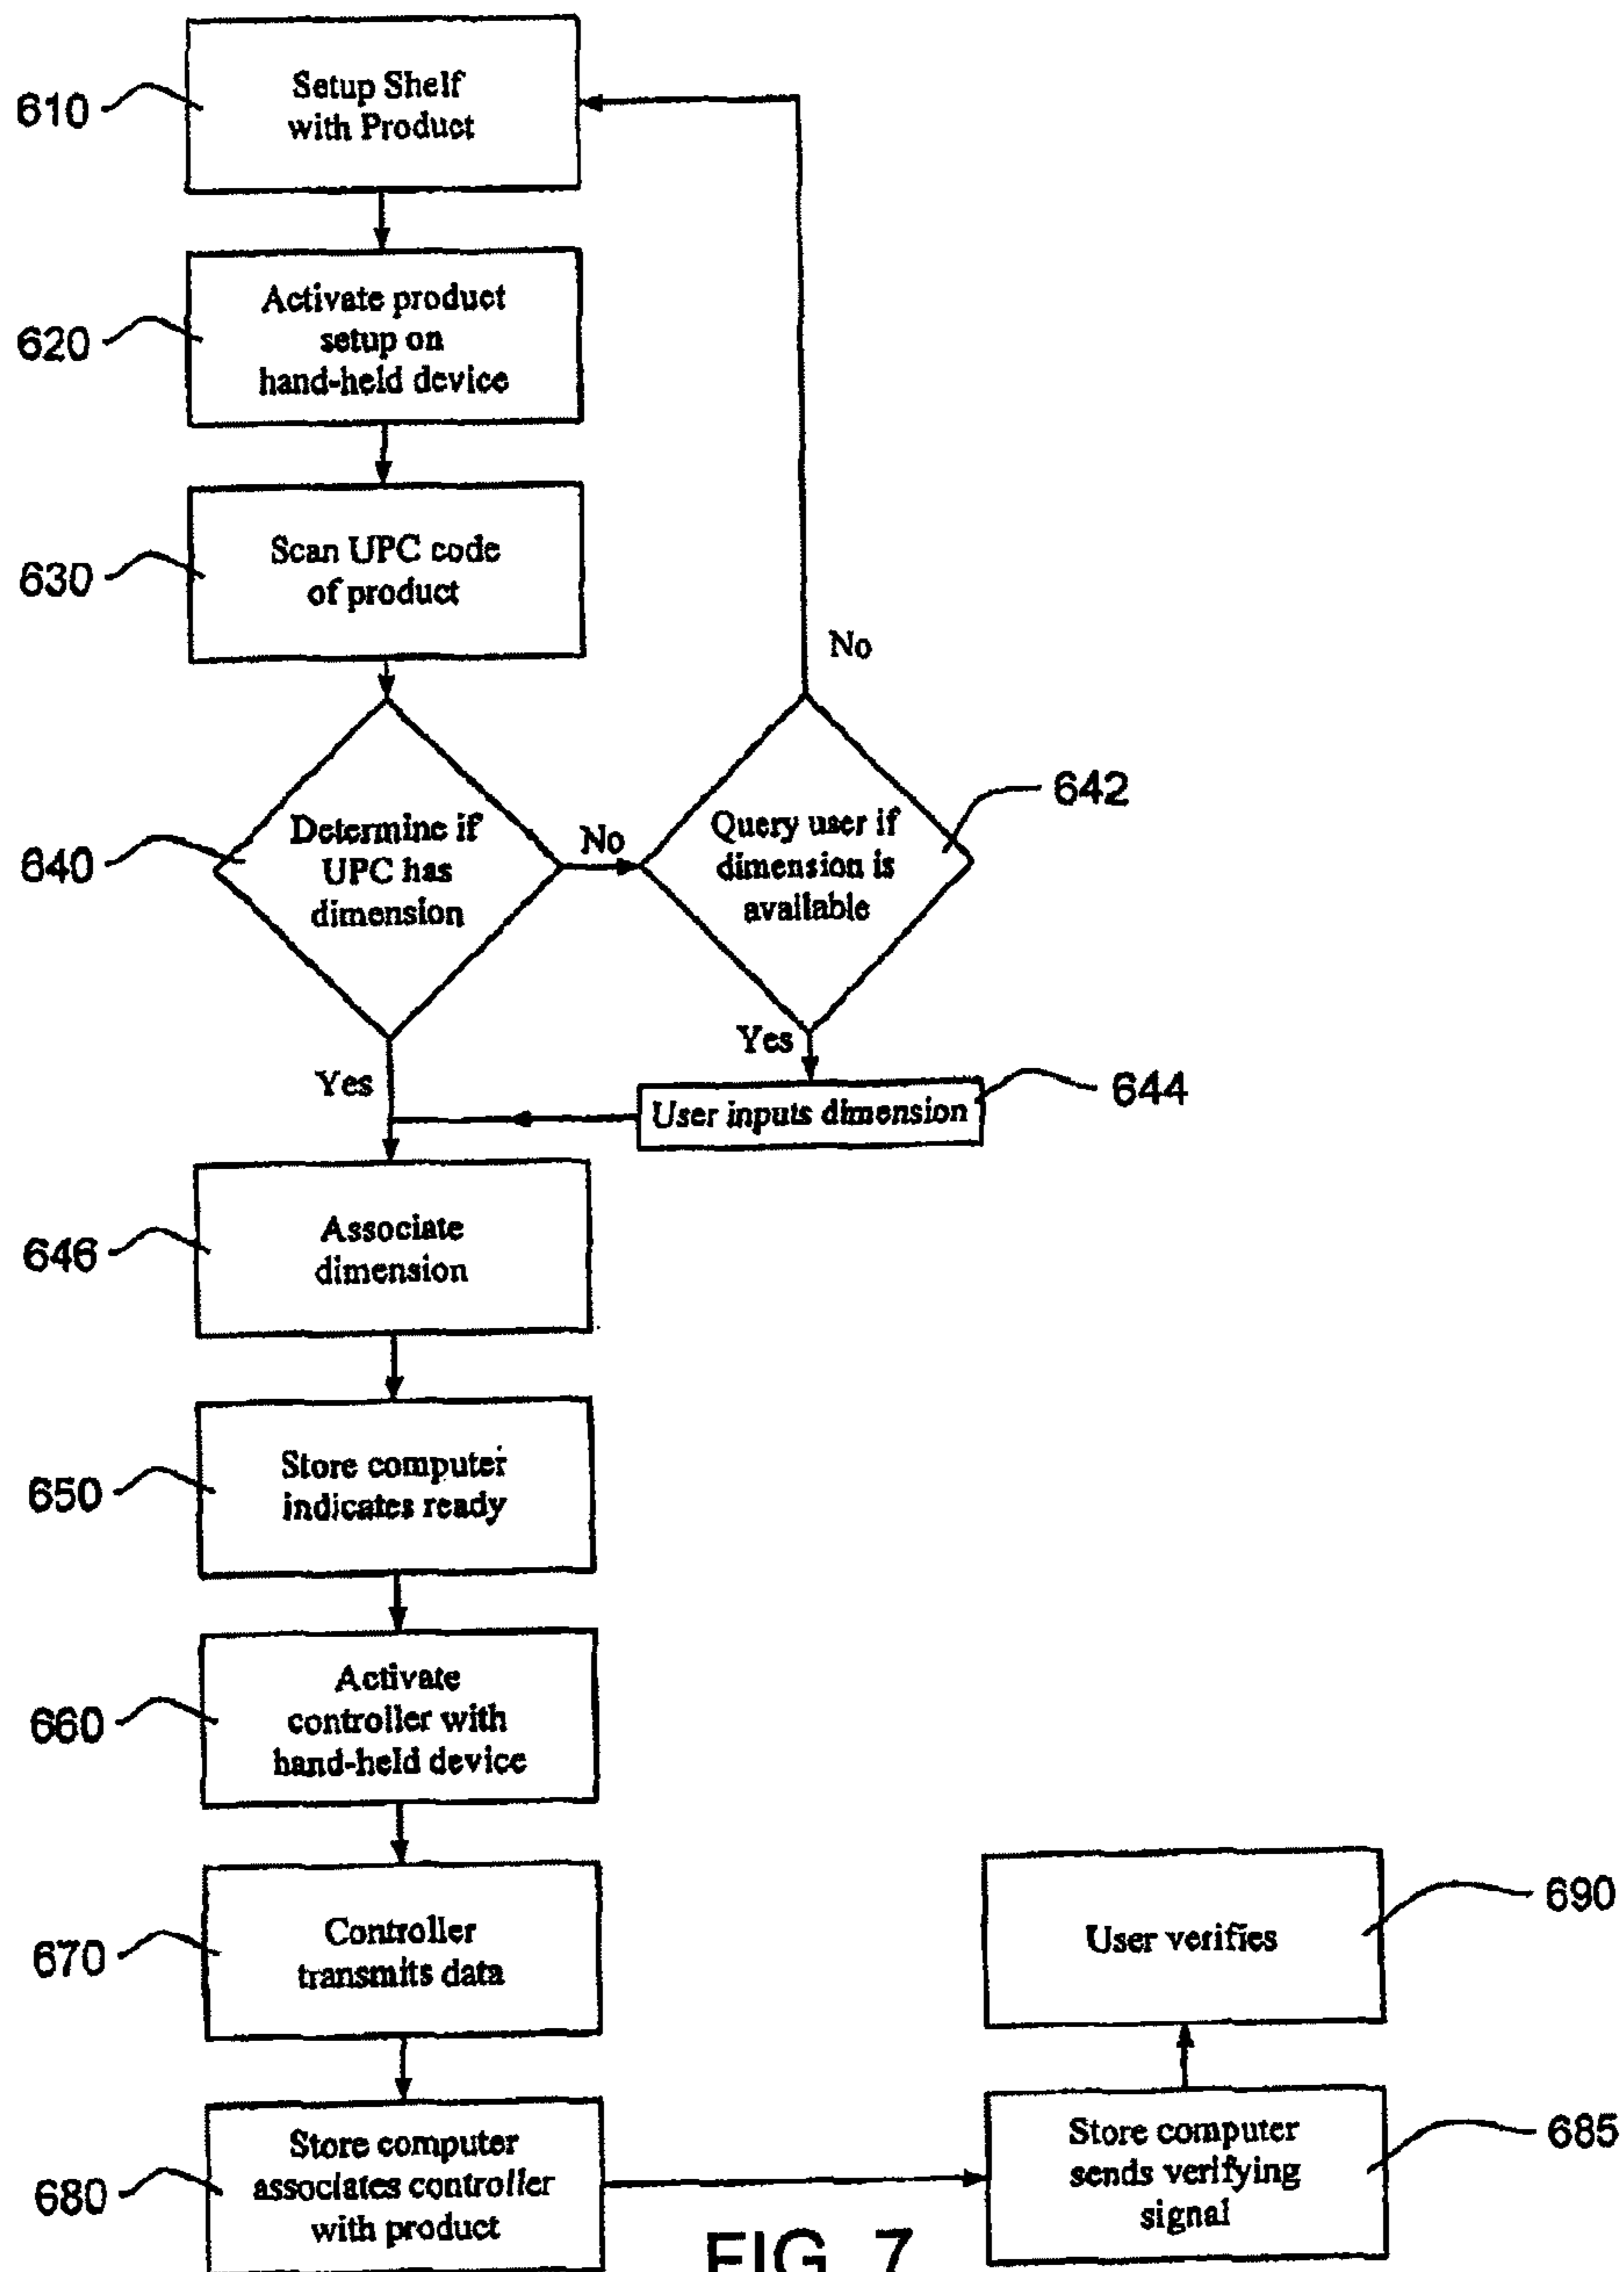 610
Setup Shelf
with Product
620
Activate product
setup on
hand-held device
630
Scan UPC code
of product
No
640
Determine if
UPC has
dimension
No
Query user if
dimension is
available
642
Yes
Yes
User inputs dimension
644
646
Associate
dimension
650
Store computer
indicates ready
660
Activate
controller with
hand-held device
670
Controller
transmits data
User verifies
690
680
Store computer
associates controller
with product
Store computer
sends verifying
signal
685
FIG. 7